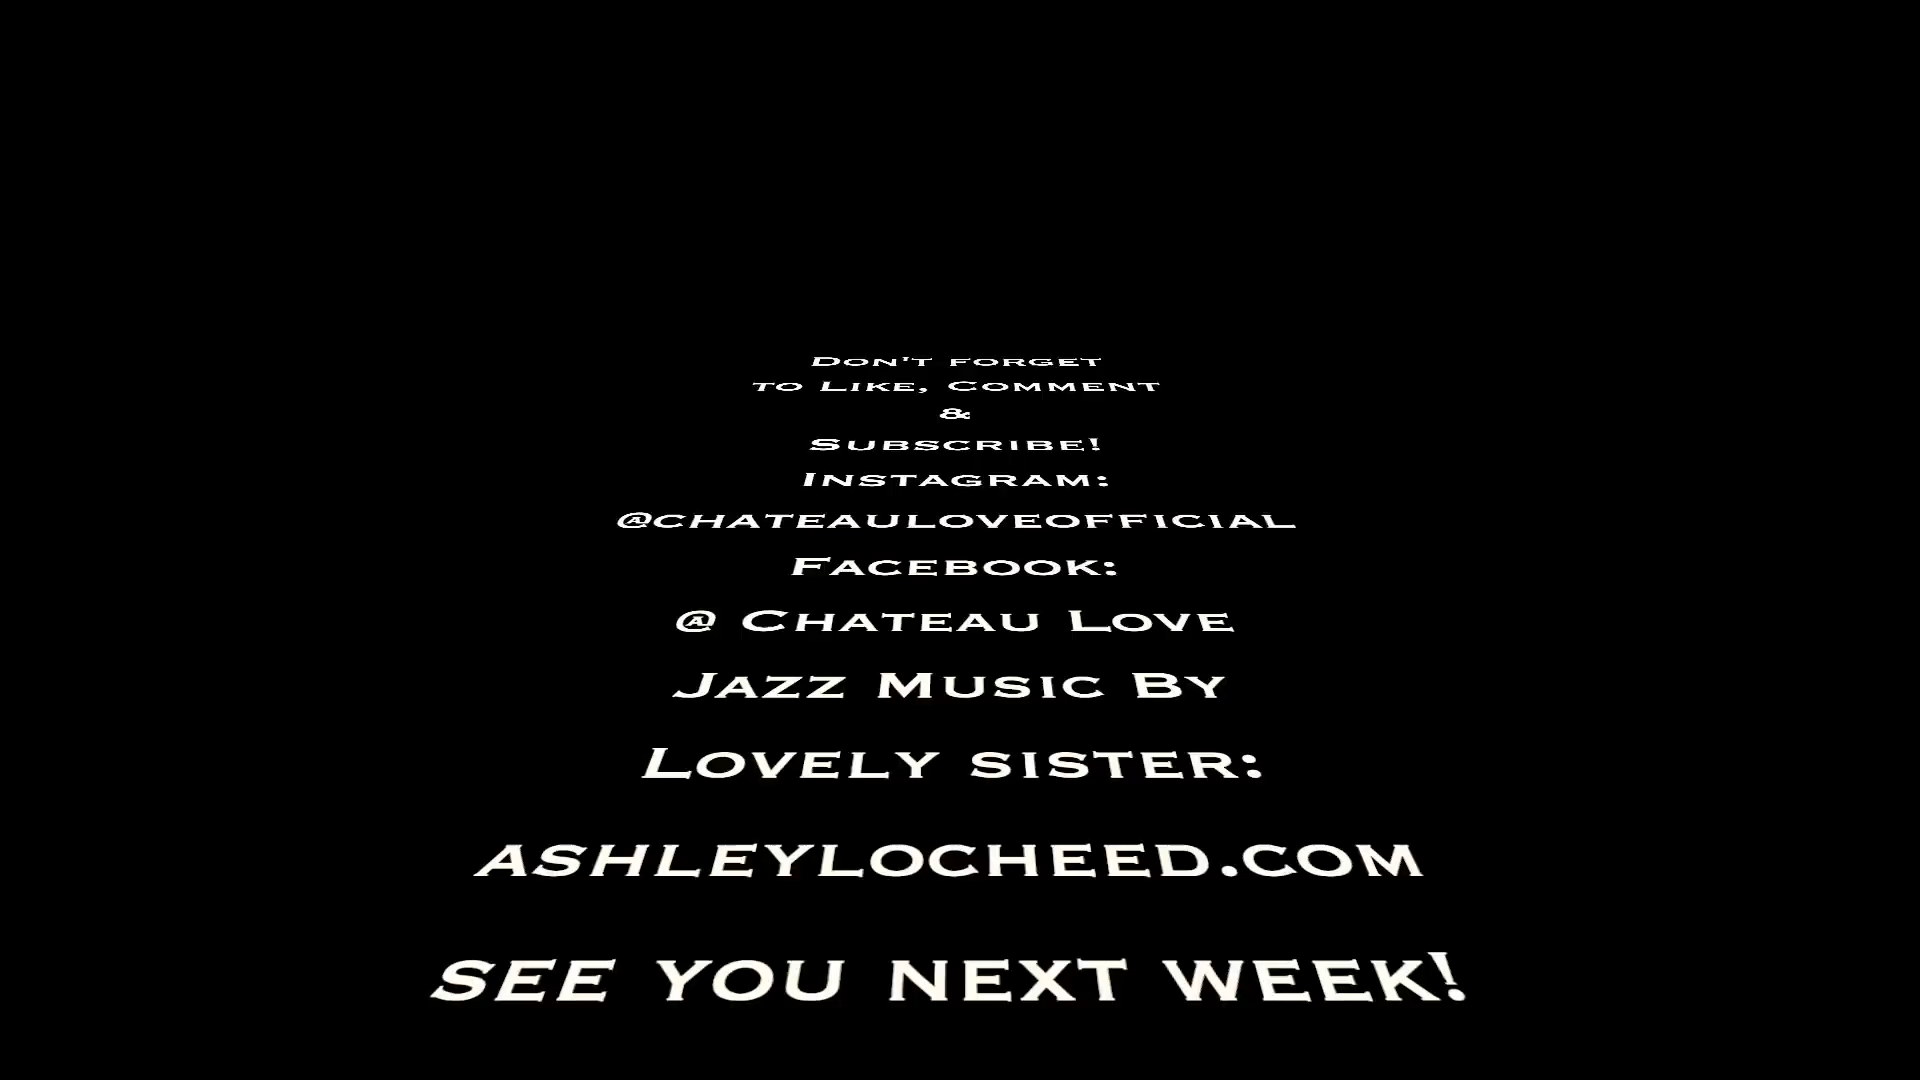 Don't forget
to Like, Comment
&
Subscribe!
Instagram:
@chateauloveofficial
Facebook:
@ Chateau Love
Jazz Music By
Lovely sister:
ashleylocheed.com
see you next week!